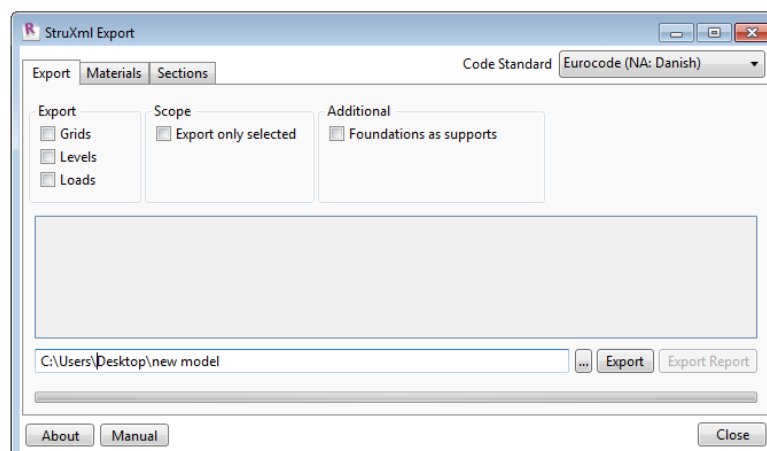 StruXml Export
Export Materials Sections Code Standard Eurocode (NA: Danish)
Export Scope Additional
Grids Export only selected Foundations as supports
Levels
Loads
C:\Users\Desktop\new model ... Export Export Report
About Manual Close